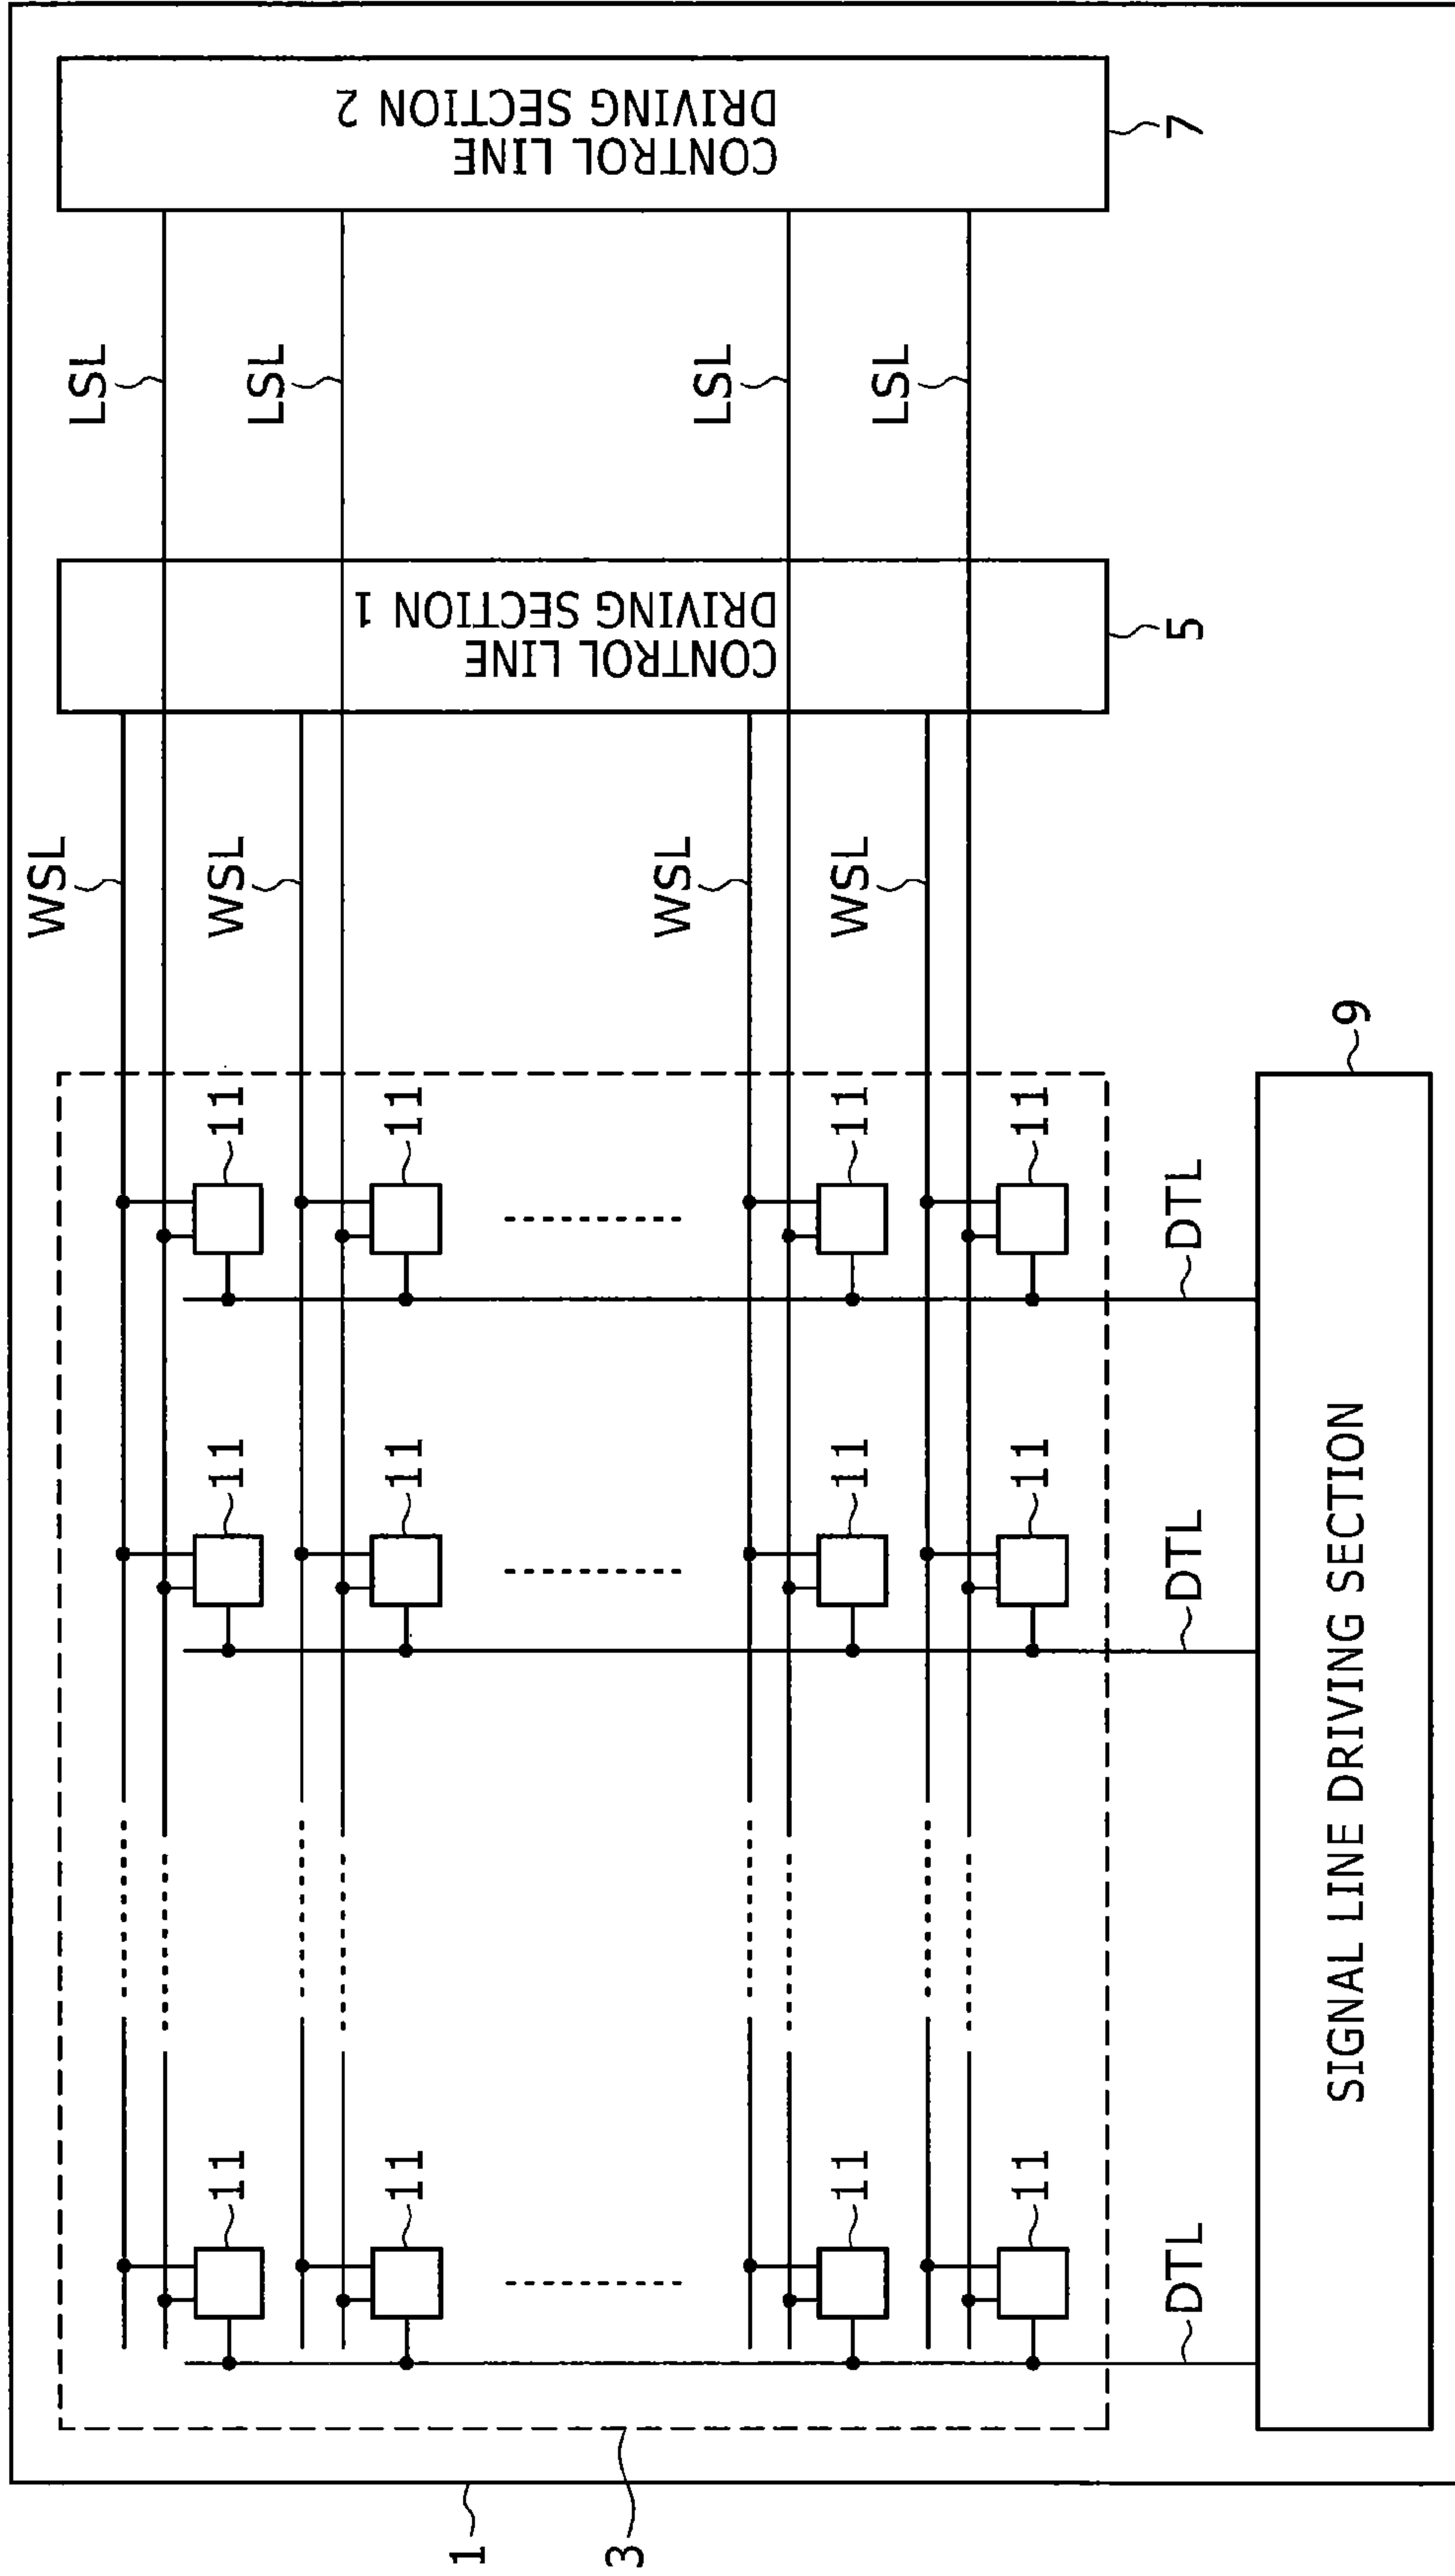 WSL
LSL
11
11
11
WSL
LSL
11
11
11
1
3
CONTROL LINE
DRIVING SECTION 1
CONTROL LINE
DRIVING SECTION 2
WSL
LSL
11
11
11
WSL
LSL
11
11
11
DTL
DTL
DTL
5
7
SIGNAL LINE DRIVING SECTION
9